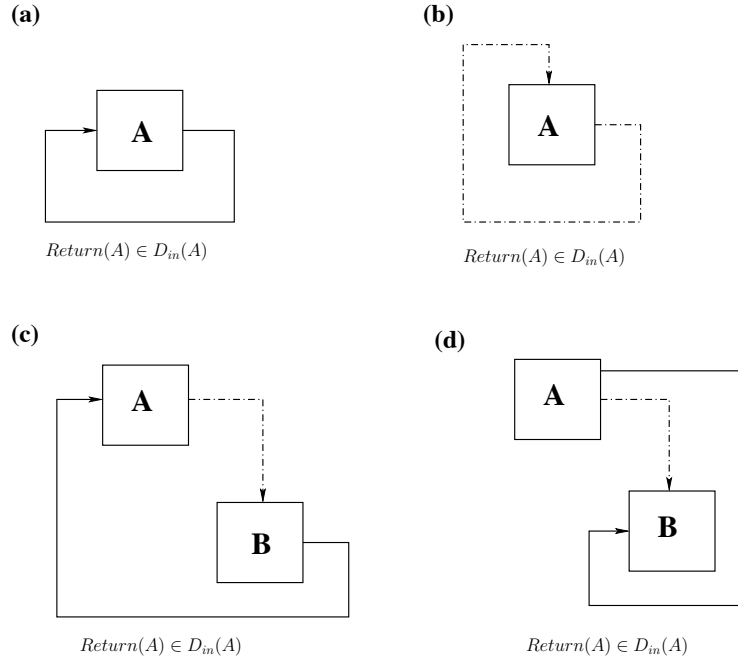 (a)
A
Return(A) ∈ D_in(A)
(b)
A
Return(A) ∈ D_in(A)
(c)
A
B
Return(A) ∈ D_in(A)
(d)
A
B
Return(A) ∈ D_in(A)